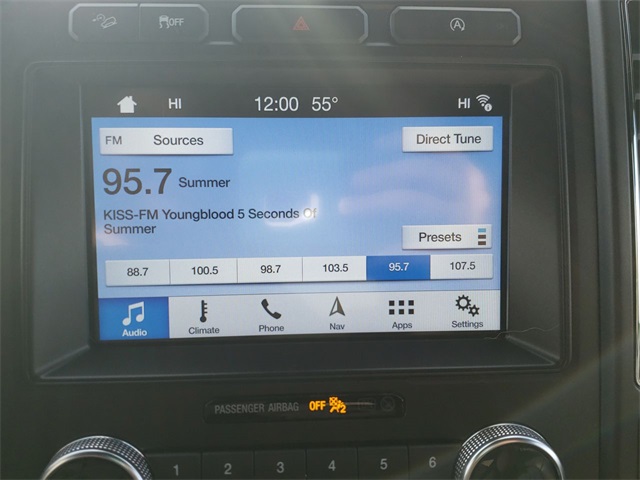 OFF
A
HI 12:00 55° HI
FM Sources Direct Tune
95.7 Summer
KISS-FM Youngblood 5 Seconds Of
Summer
Presets
88.7 100.5 98.7 103.5 95.7 107.5
Audio Climate Phone Nav Apps Settings
PASSENGER AIRBAG OFF 2
1 2 3 4 5 6